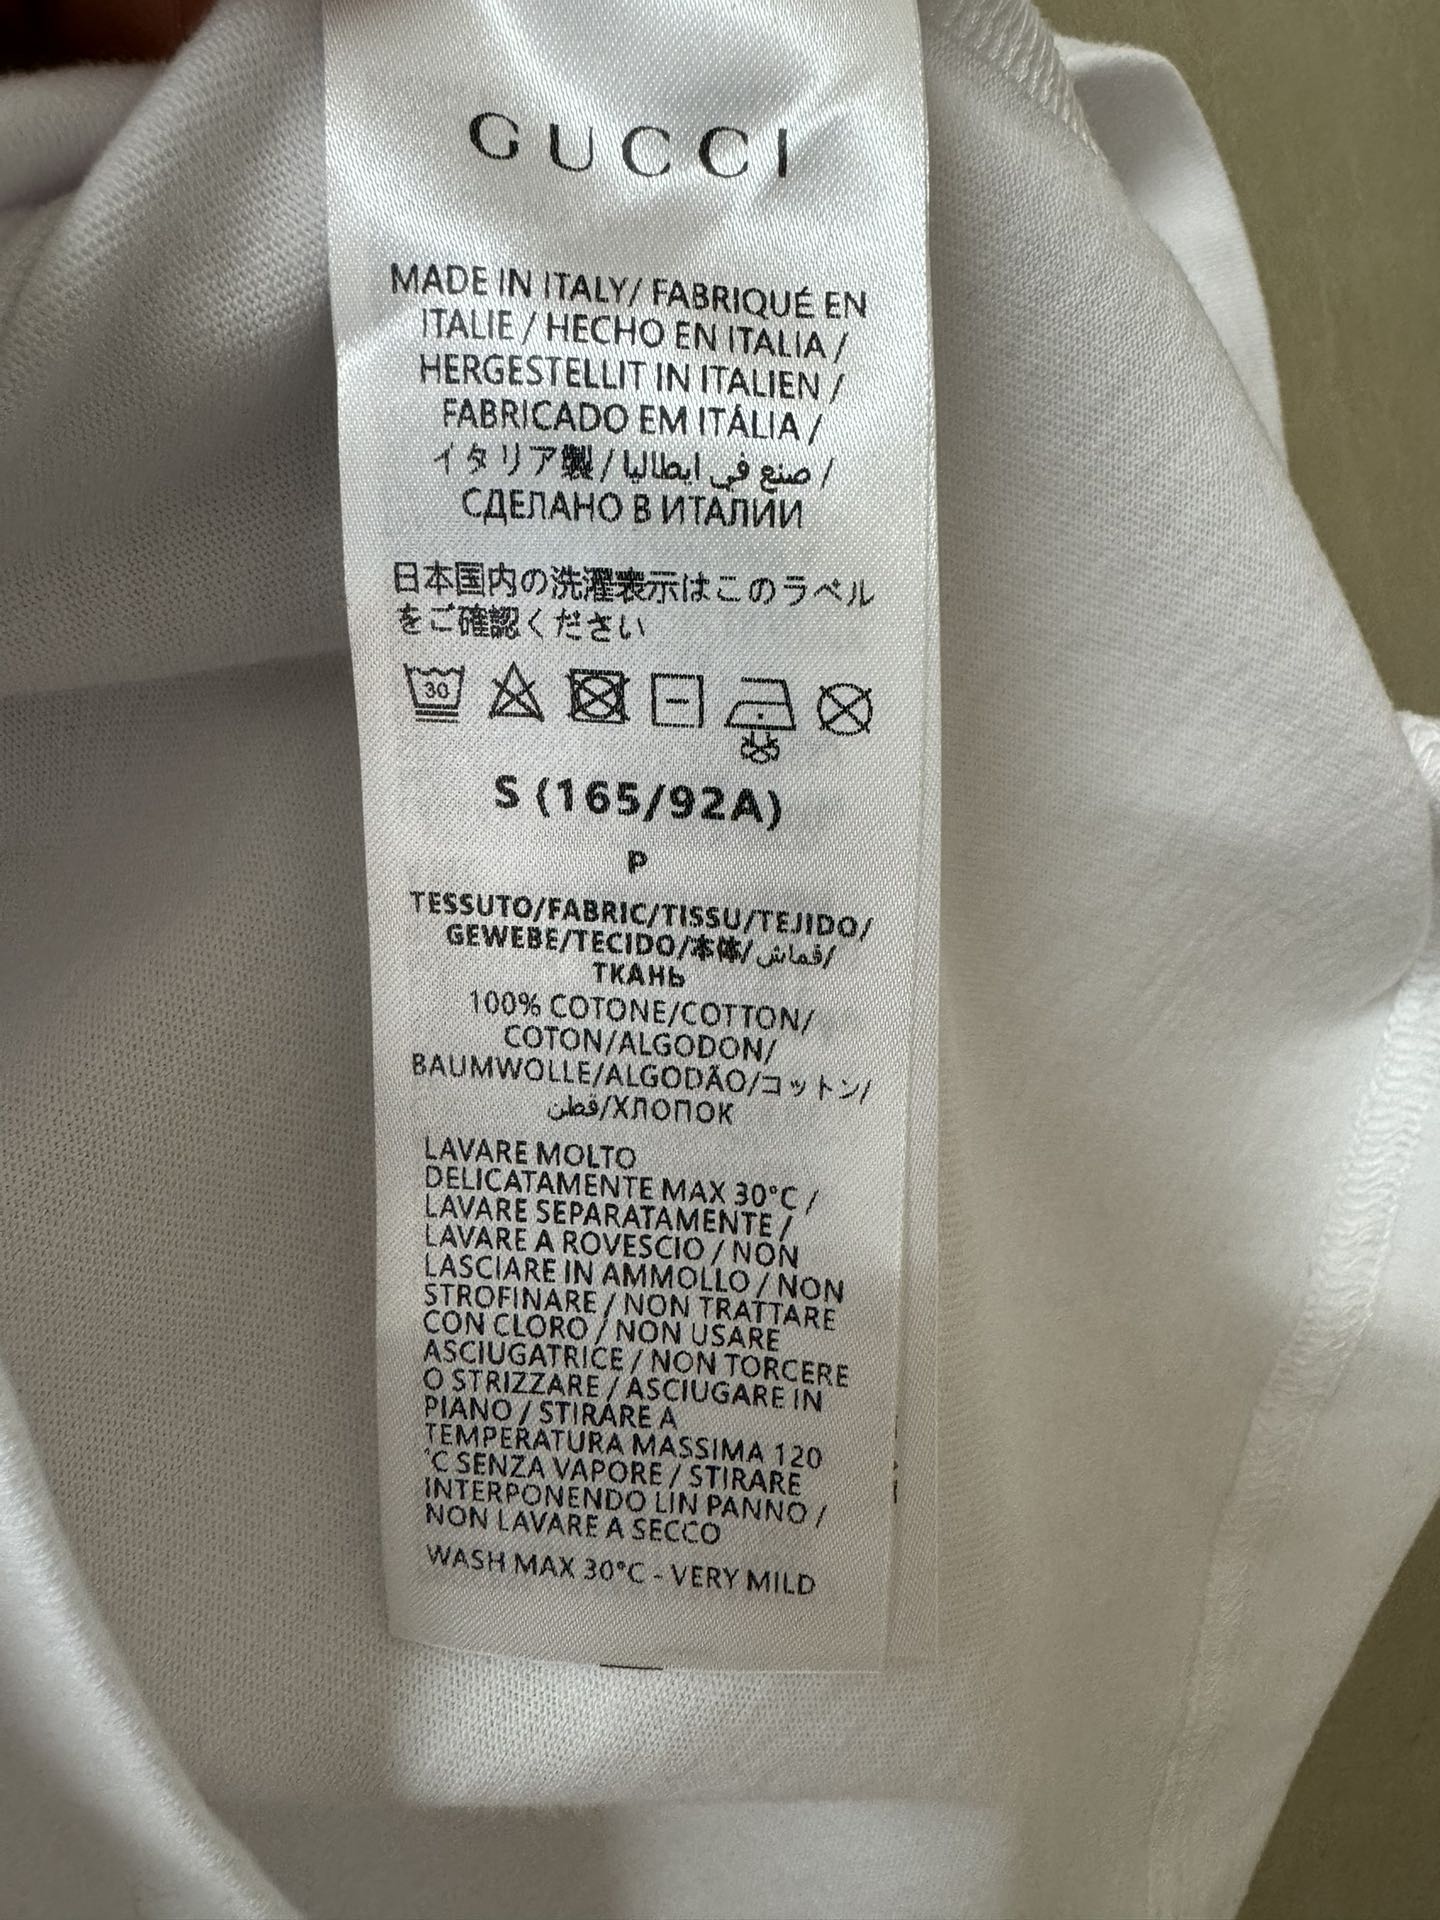 GUCCI
MADE IN ITALY/ FABRIQUÉ EN
ITALIE / HECHO EN ITALIA /
HERGESTELLIT IN ITALIEN /
FABRICADO EM ITÁLIA /
イタリア製 / صنع في ايطاليا /
СДЕЛАНО В ИТАЛИИ
日本国内の洗濯表示はこのラベル
をご確認ください
30
S (165/92A)
P
TESSUTO/FABRIC/TISSU/TEJIDO/
GEWEBE/TECIDO/本体/قماش/
ТКАНЬ
100% COTONE/COTTON/
COTON/ALGODON/
BAUMWOLLE/ALGODÃO/コットン/
قطن/ХЛОПОК
LAVARE MOLTO
DELICATAMENTE MAX 30°C /
LAVARE SEPARATAMENTE /
LAVARE A ROVESCIO / NON
LASCIARE IN AMMOLLO / NON
STROFINARE / NON TRATTARE
CON CLORO / NON USARE
ASCIUGATRICE / NON TORCERE
O STRIZZARE / ASCIUGARE IN
PIANO / STIRARE A
TEMPERATURA MASSIMA 120
°C SENZA VAPORE / STIRARE
INTERPONENDO LIN PANNO /
NON LAVARE A SECCO
WASH MAX 30°C - VERY MILD